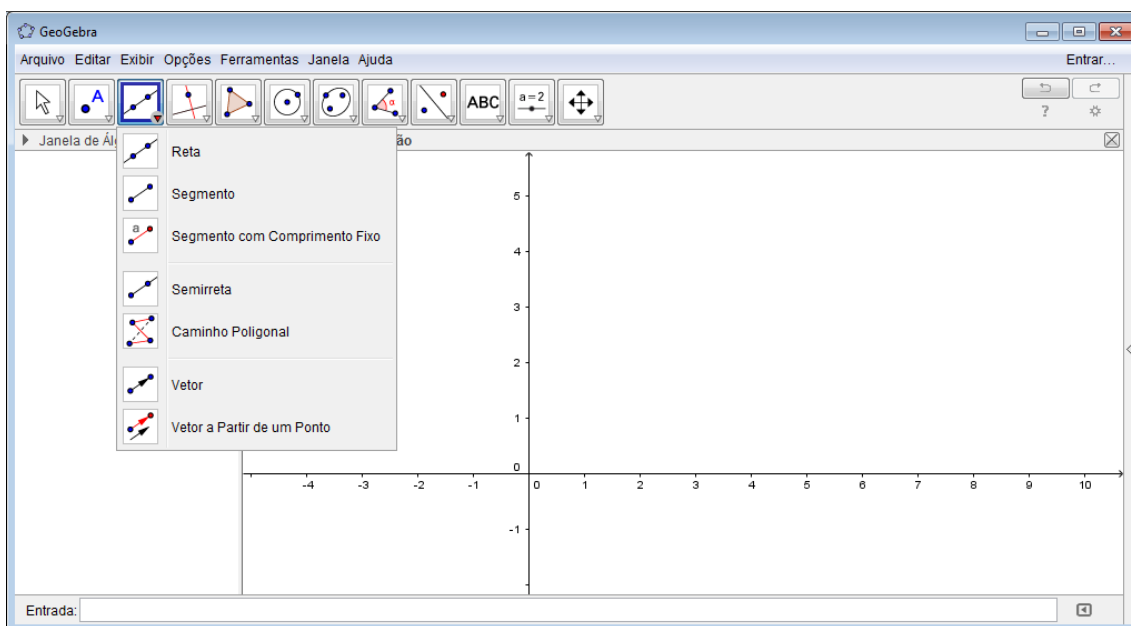 GeoGebra
Arquivo Editar Exibir Opções Ferramentas Janela Ajuda Entrar...
A α ABC a=2
?
Janela de Ál ão
Reta
Segmento
a
Segmento com Comprimento Fixo
Semirreta
Caminho Poligonal
Vetor
Vetor a Partir de um Ponto
5
4
3
2
1
0
-4 -3 -2 -1 0 1 2 3 4 5 6 7 8 9 10
-1
Entrada: